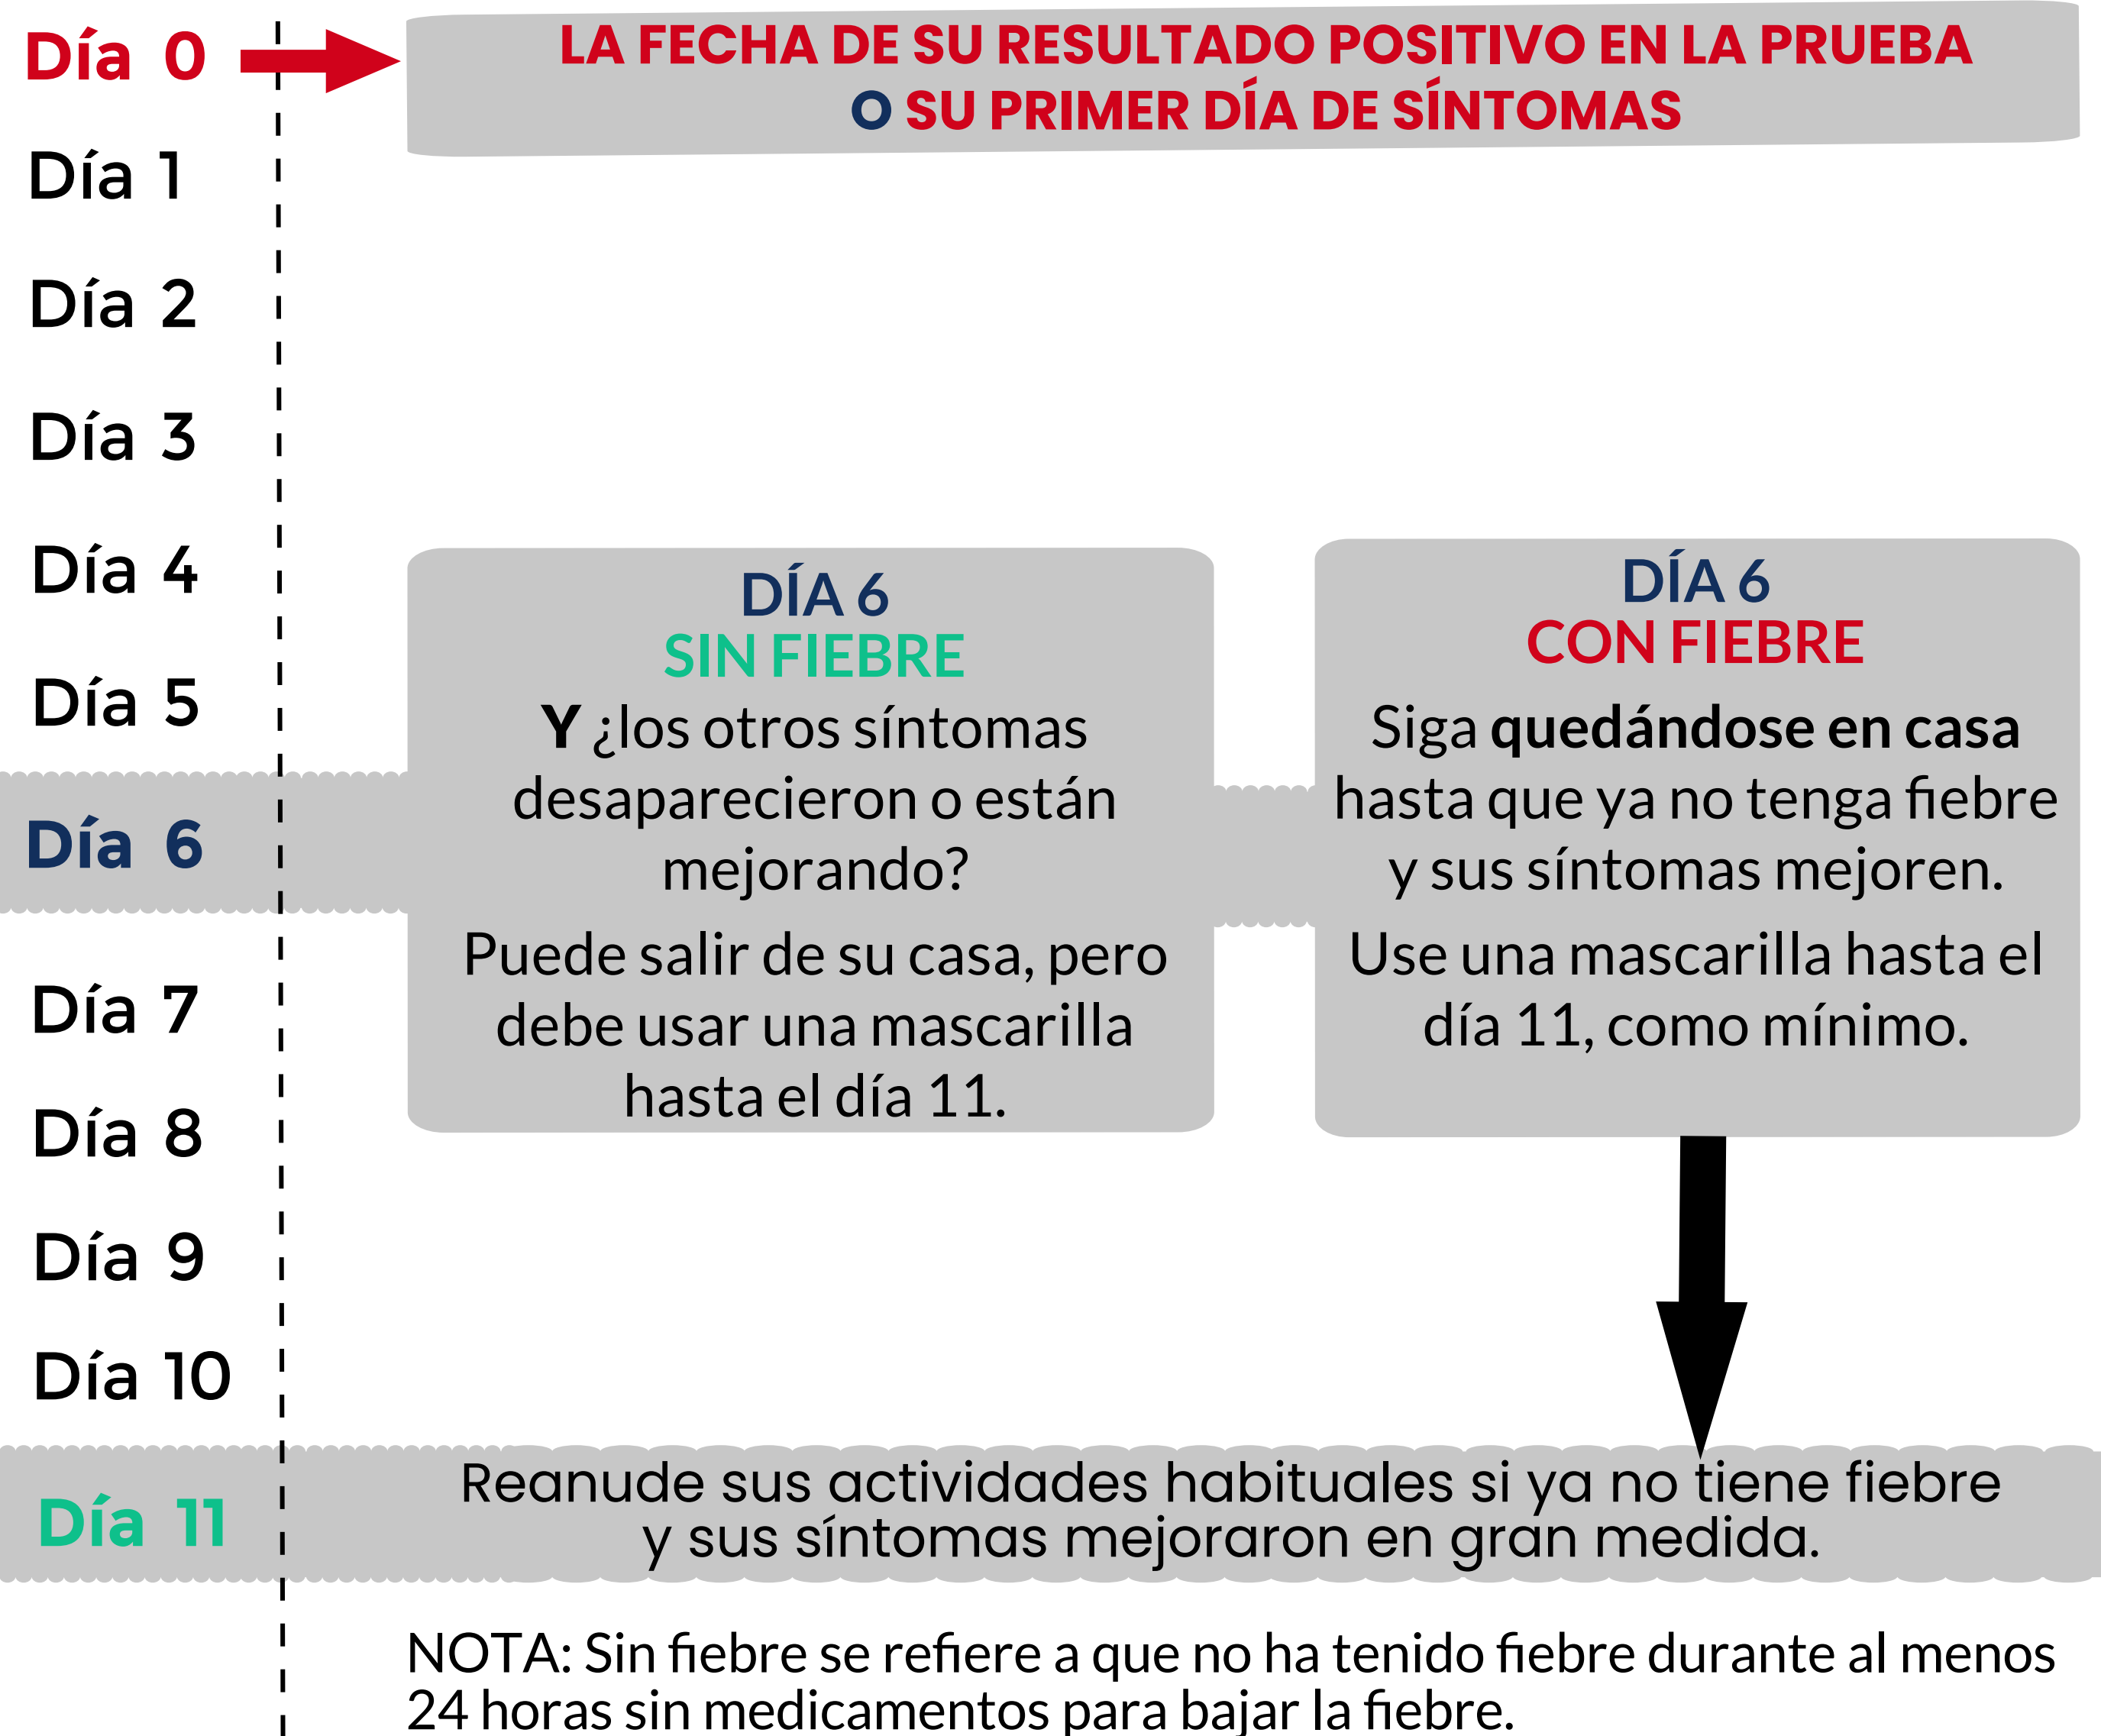 Día 0
LA FECHA DE SU RESULTADO POSITIVO EN LA PRUEBA
O SU PRIMER DÍA DE SÍNTOMAS
Día 1
Día 2
Día 3
Día 4
Día 5
Día 6
DÍA 6
SIN FIEBRE
Y ¿los otros síntomas
desaparecieron o están
mejorando?
Puede salir de su casa, pero
debe usar una mascarilla
hasta el día 11.
DÍA 6
CON FIEBRE
Siga quedándose en casa
hasta que ya no tenga fiebre
y sus síntomas mejoren.
Use una mascarilla hasta el
día 11, como mínimo.
Día 7
Día 8
Día 9
Día 10
Día 11
Reanude sus actividades habituales si ya no tiene fiebre
y sus síntomas mejoraron en gran medida.
NOTA: Sin fiebre se refiere a que no ha tenido fiebre durante al menos
24 horas sin medicamentos para bajar la fiebre.